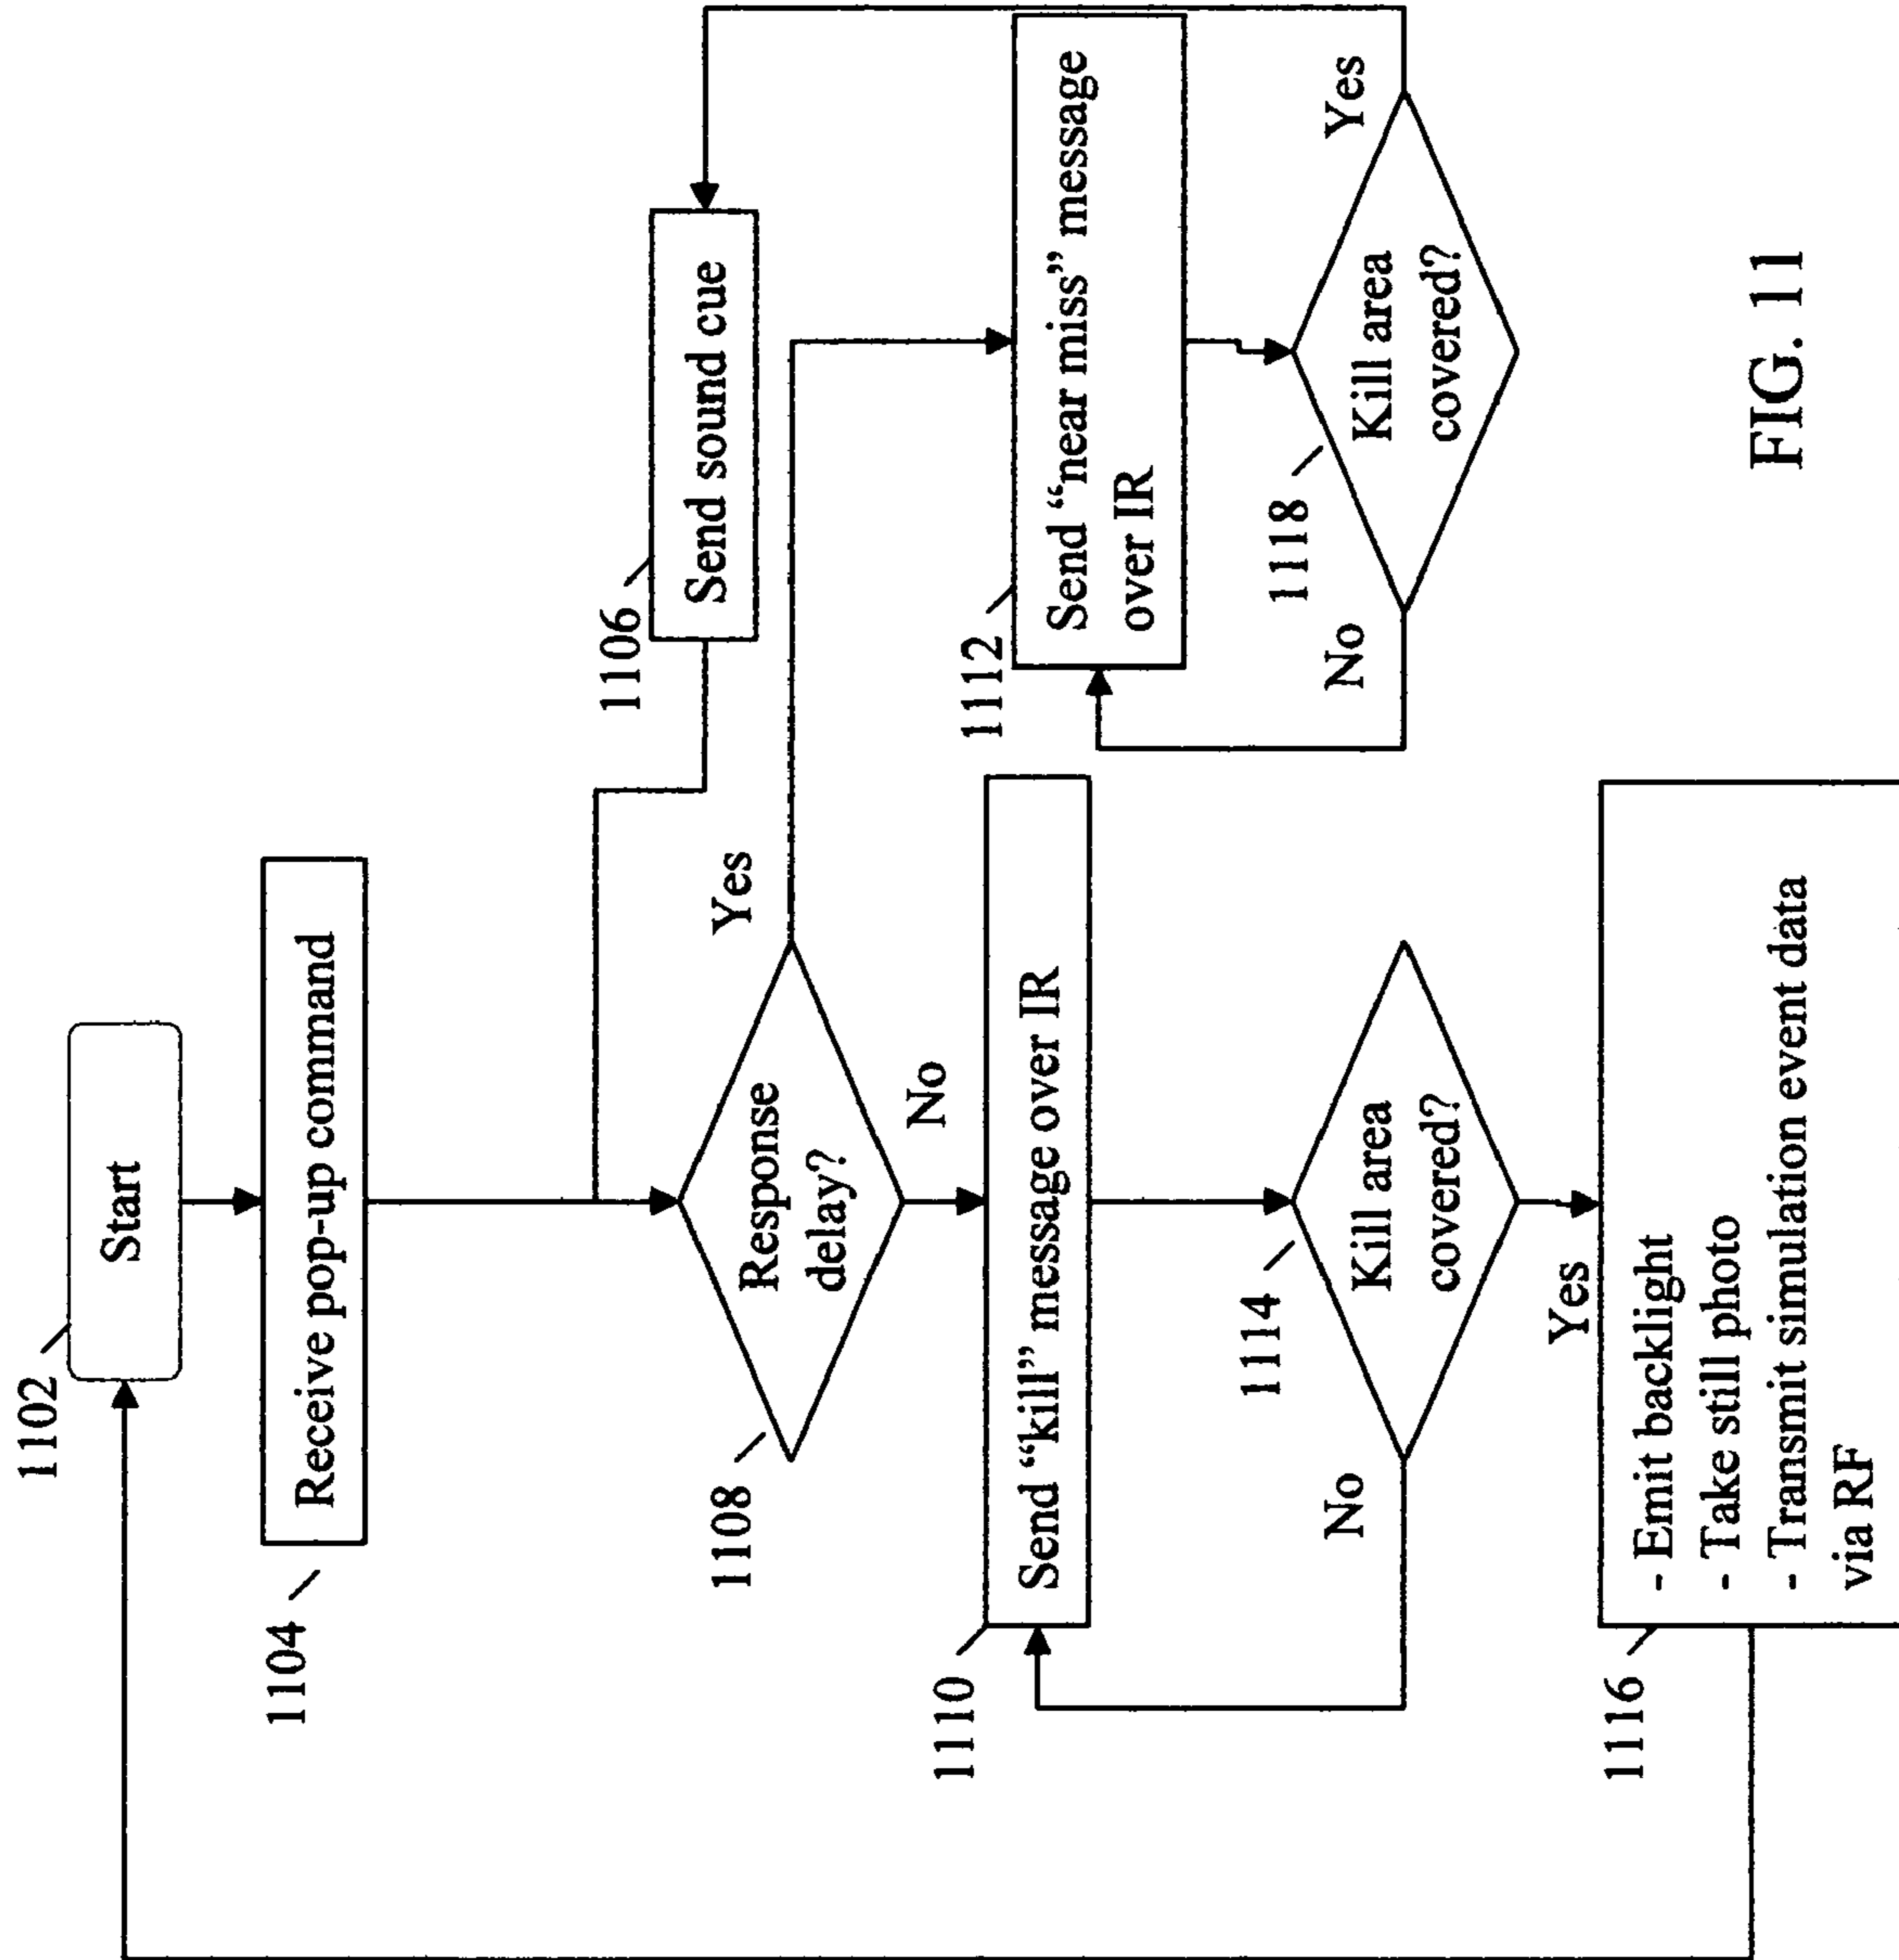 1102
Start
1104
Receive pop-up command
1106
Send sound cue
1108
Response
delay?
Yes
No
1110
Send “kill” message over IR
1112
Send “near miss” message
over IR
1114
Kill area
covered?
No
Yes
1118
Kill area
covered?
No
Yes
1116
- Emit backlight
- Take still photo
- Transmit simulation event data
via RF
FIG. 11